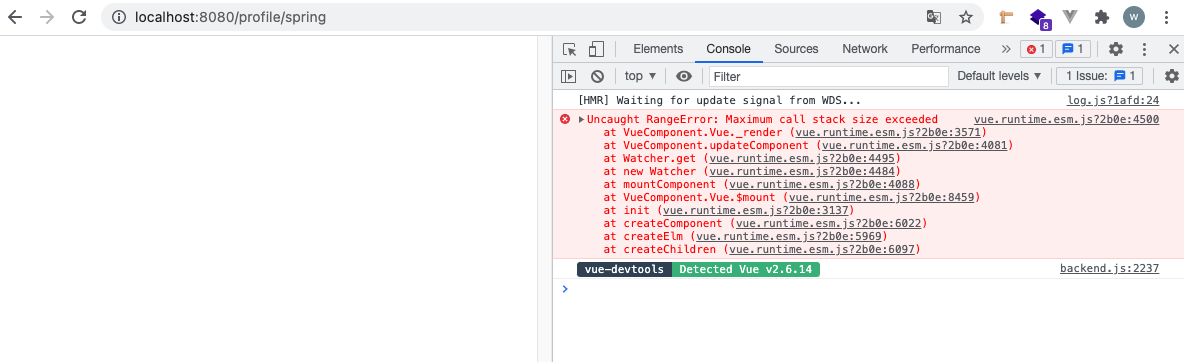 localhost:8080/profile/spring
8
W
Elements Console Sources Network Performance » 1 1
top ▼ Filter Default levels ▼ 1 Issue: 1
[HMR] Waiting for update signal from WDS... log.js?1afd:24
▶Uncaught RangeError: Maximum call stack size exceeded vue.runtime.esm.js?2b0e:4500
at VueComponent.Vue._render (vue.runtime.esm.js?2b0e:3571)
at VueComponent.updateComponent (vue.runtime.esm.js?2b0e:4081)
at Watcher.get (vue.runtime.esm.js?2b0e:4495)
at new Watcher (vue.runtime.esm.js?2b0e:4484)
at mountComponent (vue.runtime.esm.js?2b0e:4088)
at VueComponent.Vue.$mount (vue.runtime.esm.js?2b0e:8459)
at init (vue.runtime.esm.js?2b0e:3137)
at createComponent (vue.runtime.esm.js?2b0e:6022)
at createElm (vue.runtime.esm.js?2b0e:5969)
at createChildren (vue.runtime.esm.js?2b0e:6097)
vue-devtools Detected Vue v2.6.14 backend.js:2237
>